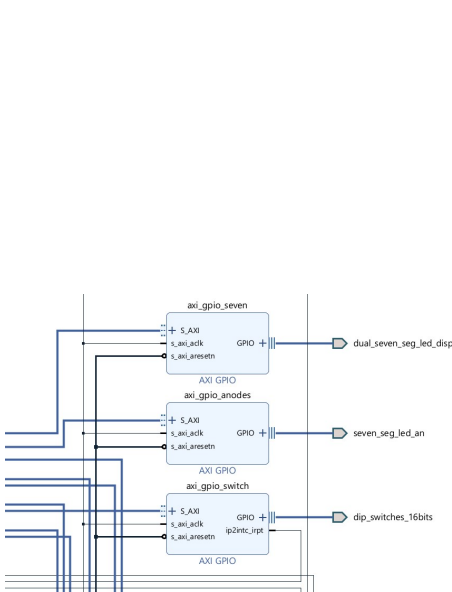 axi_gpio_seven
S_AXI
s_axi_aclk
s_axi_aresetn
GPIO
AXI GPIO
dual_seven_seg_led_disp
axi_gpio_anodes
S_AXI
s_axi_aclk
s_axi_aresetn
GPIO
AXI GPIO
seven_seg_led_an
axi_gpio_switch
S_AXI
s_axi_aclk
s_axi_aresetn
GPIO
ip2intc_irpt
AXI GPIO
dip_switches_16bits